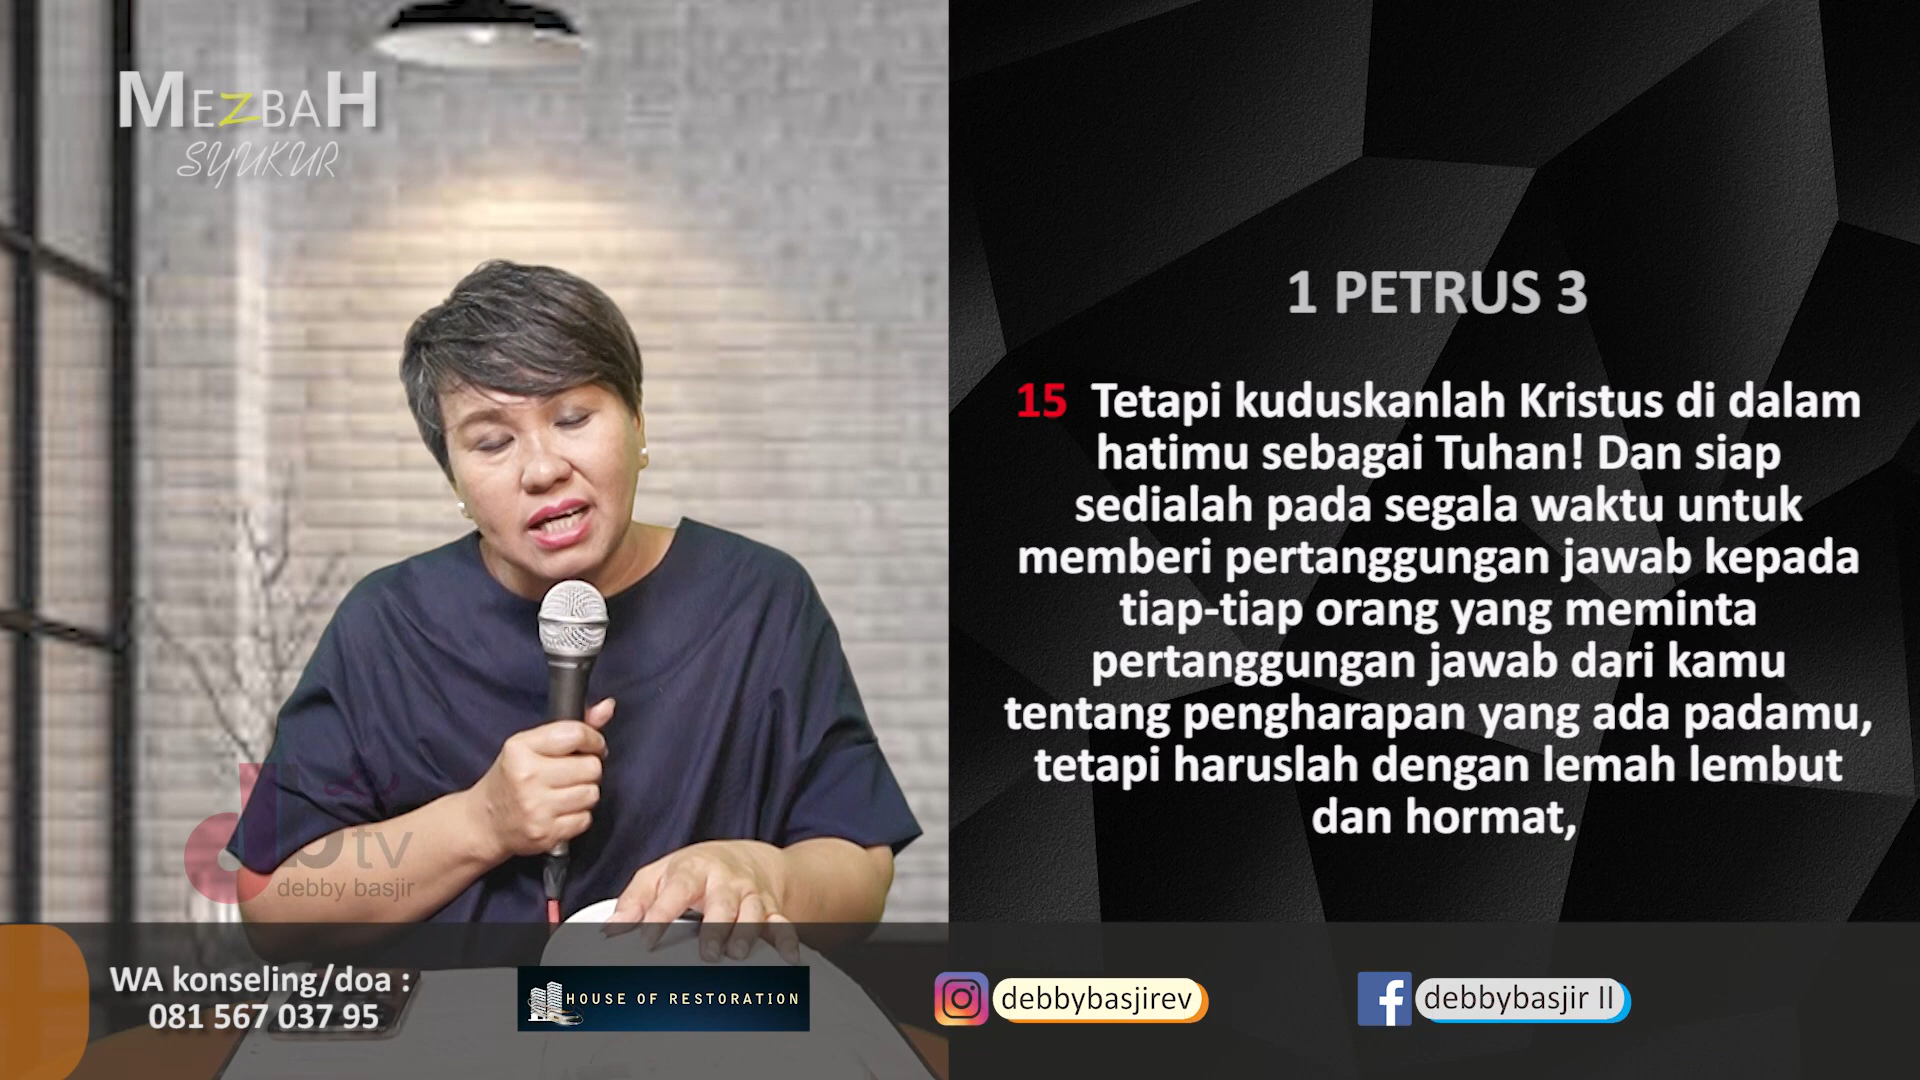 MEZBAH
SYUKUR
1 PETRUS 3
15 Tetapi kuduskanlah Kristus di dalam
hatimu sebagai Tuhan! Dan siap
sedialah pada segala waktu untuk
memberi pertanggungan jawab kepada
tiap-tiap orang yang meminta
pertanggungan jawab dari kamu
tentang pengharapan yang ada padamu,
tetapi haruslah dengan lemah lembut
dan hormat,
dbtv
debby basjir
WA konseling/doa :
081 567 037 95
HOUSE OF RESTORATION
debbybasjirev
debbybasjir II